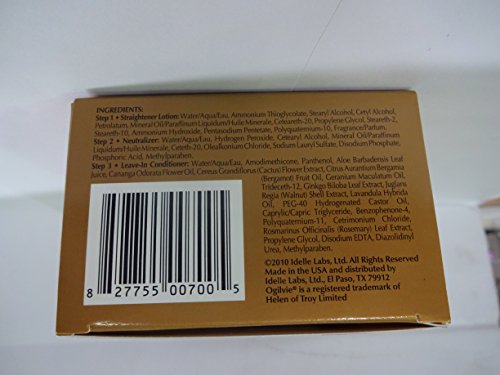 INGREDIENTS:
Step 1 • Straightener Lotion: Water/Aqua/Eau, Ammonium Thioglycolate, Stearyl Alcohol, Cetyl Alcohol,
Petrolatum, Mineral Oil/Paraffinum Liquidum/Huile Minerale, Ceteareth-20, Propylene Glycol, Steareth-2,
Steareth-10, Ammonium Hydroxide, Pentasodium Pentetate, Polyquaternium-10, Fragrance/Parfum.
Step 2 • Neutralizer: Water/Aqua/Eau, Hydrogen Peroxide, Cetearyl Alcohol, Mineral Oil/Paraffinum
Liquidum/Huile Minerale, Ceteth-20, Olealkonium Chloride, Sodium Lauryl Sulfate, Disodium Phosphate,
Phosphoric Acid, Methylparaben.
Step 3 • Leave-In Conditioner: Water/Aqua/Eau, Amodimethicone, Panthenol, Aloe Barbadensis Leaf
Juice, Cananga Odorata Flower Oil, Cereus Grandiflorus (Cactus) Flower Extract, Citrus Aurantium Bergamia
(Bergamot) Fruit Oil, Geranium Maculatum Oil,
Trideceth-12, Ginkgo Biloba Leaf Extract, Juglans
Regia (Walnut) Shell Extract, Lavandula Hybrida
Oil, PEG-40 Hydrogenated Castor Oil,
Caprylic/Capric Triglyceride, Benzophenone-4,
Polyquaternium-11, Cetrimonium Chloride,
Rosmarinus Officinalis (Rosemary) Leaf Extract,
Propylene Glycol, Disodium EDTA, Diazolidinyl
Urea, Methylparaben.
©2010 Idelle Labs, Ltd. All Rights Reserved
Made in the USA and distributed by
Idelle Labs, Ltd., El Paso, TX 79912
Ogilvie® is a registered trademark of
Helen of Troy Limited
8 27755 00700 5